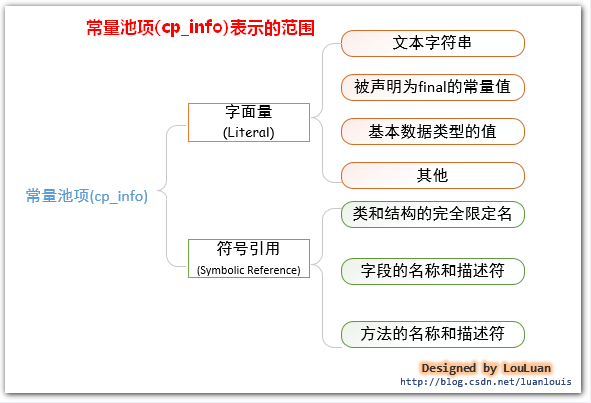 常量池项(cp_info)表示的范围
常量池项(cp_info)
字面量
(Literal)
文本字符串
被声明为final的常量值
基本数据类型的值
其他
符号引用
(Symbolic Reference)
类和结构的完全限定名
字段的名称和描述符
方法的名称和描述符
Designed by LouLuan
http://blog.csdn.net/luanlouis